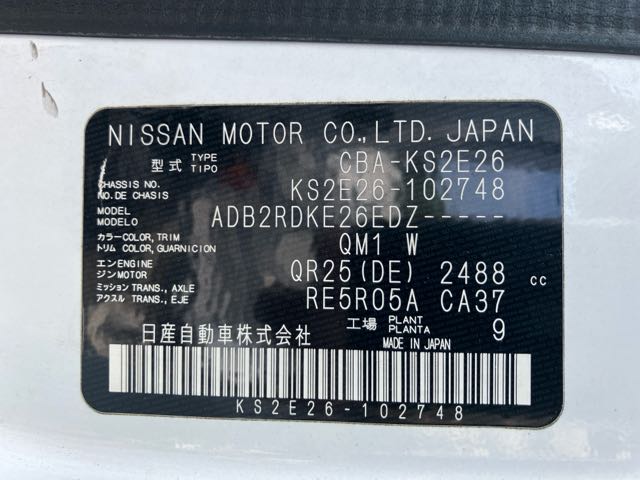 NISSAN MOTOR CO.,LTD. JAPAN
型式 TYPE TIPO CBA-KS2E26
CHASSIS NO. NO. DE CHASIS KS2E26-102748
MODEL MODELO ADB2RDKE26EDZ-----
カラー COLOR, TRIM トリム COLOR, GUARNICION QM1 W
エンジン ENGINE MOTOR QR25(DE) 2488 cc
ミッション TRANS., AXLE アクスル TRANS., EJE RE5R05A CA37
工場 PLANT PLANTA 9
日産自動車株式会社 MADE IN JAPAN
KS2E26-102748